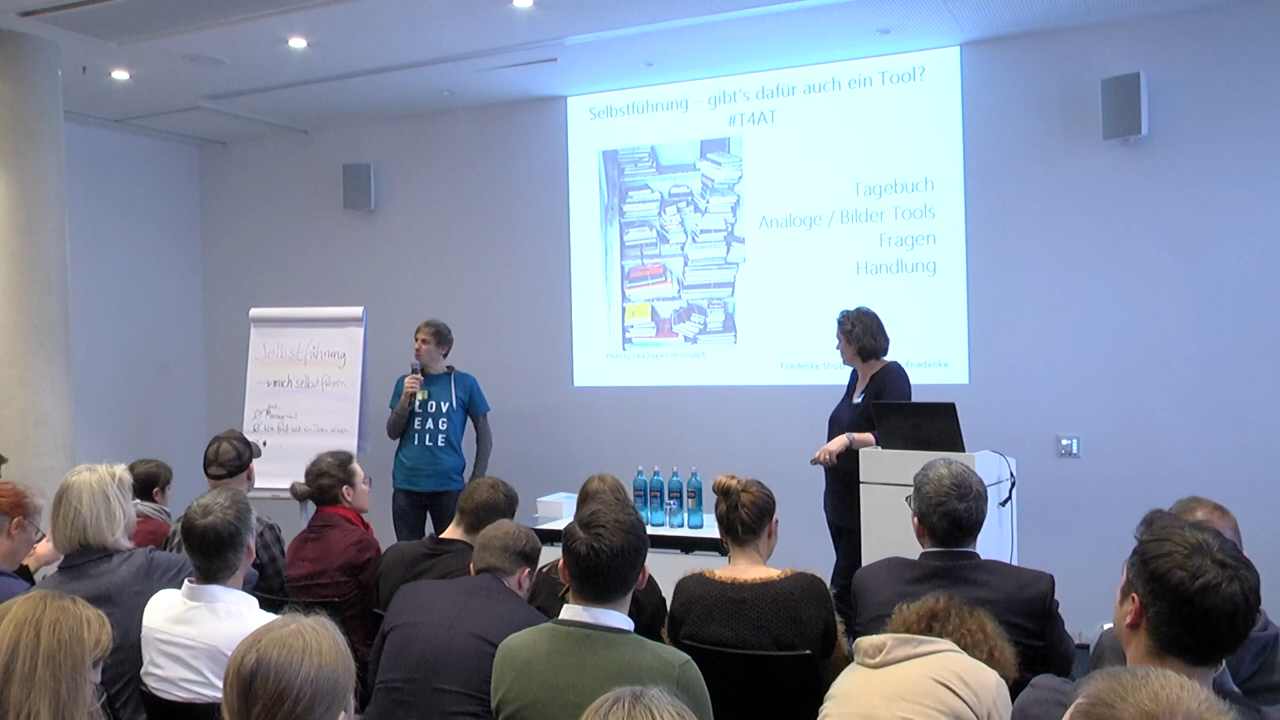 Selbstführung – gibt's dafür auch ein Tool?
#T4AT
Tagebuch
Analoge / Bilder Tools
Fragen
Handlung
Friederike
Selbstführung
mich selbst führen
LOV
EAG
ILE